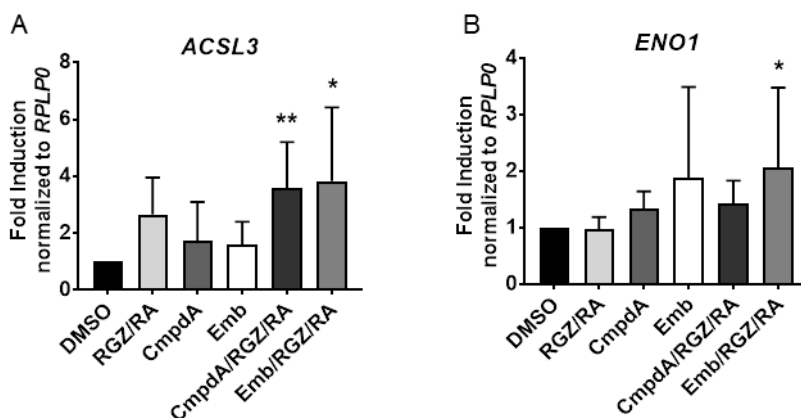 A
ACSL3
Fold Induction
normalized to RPLP0
8
6
4
2
0
DMSO
RGZ/RA
CmpdA
Emb
CmpdA/RGZ/RA
Emb/RGZ/RA
**
*
B
ENO1
Fold Induction
normalized to RPLP0
4
3
2
1
0
DMSO
RGZ/RA
CmpdA
Emb
CmpdA/RGZ/RA
Emb/RGZ/RA
*